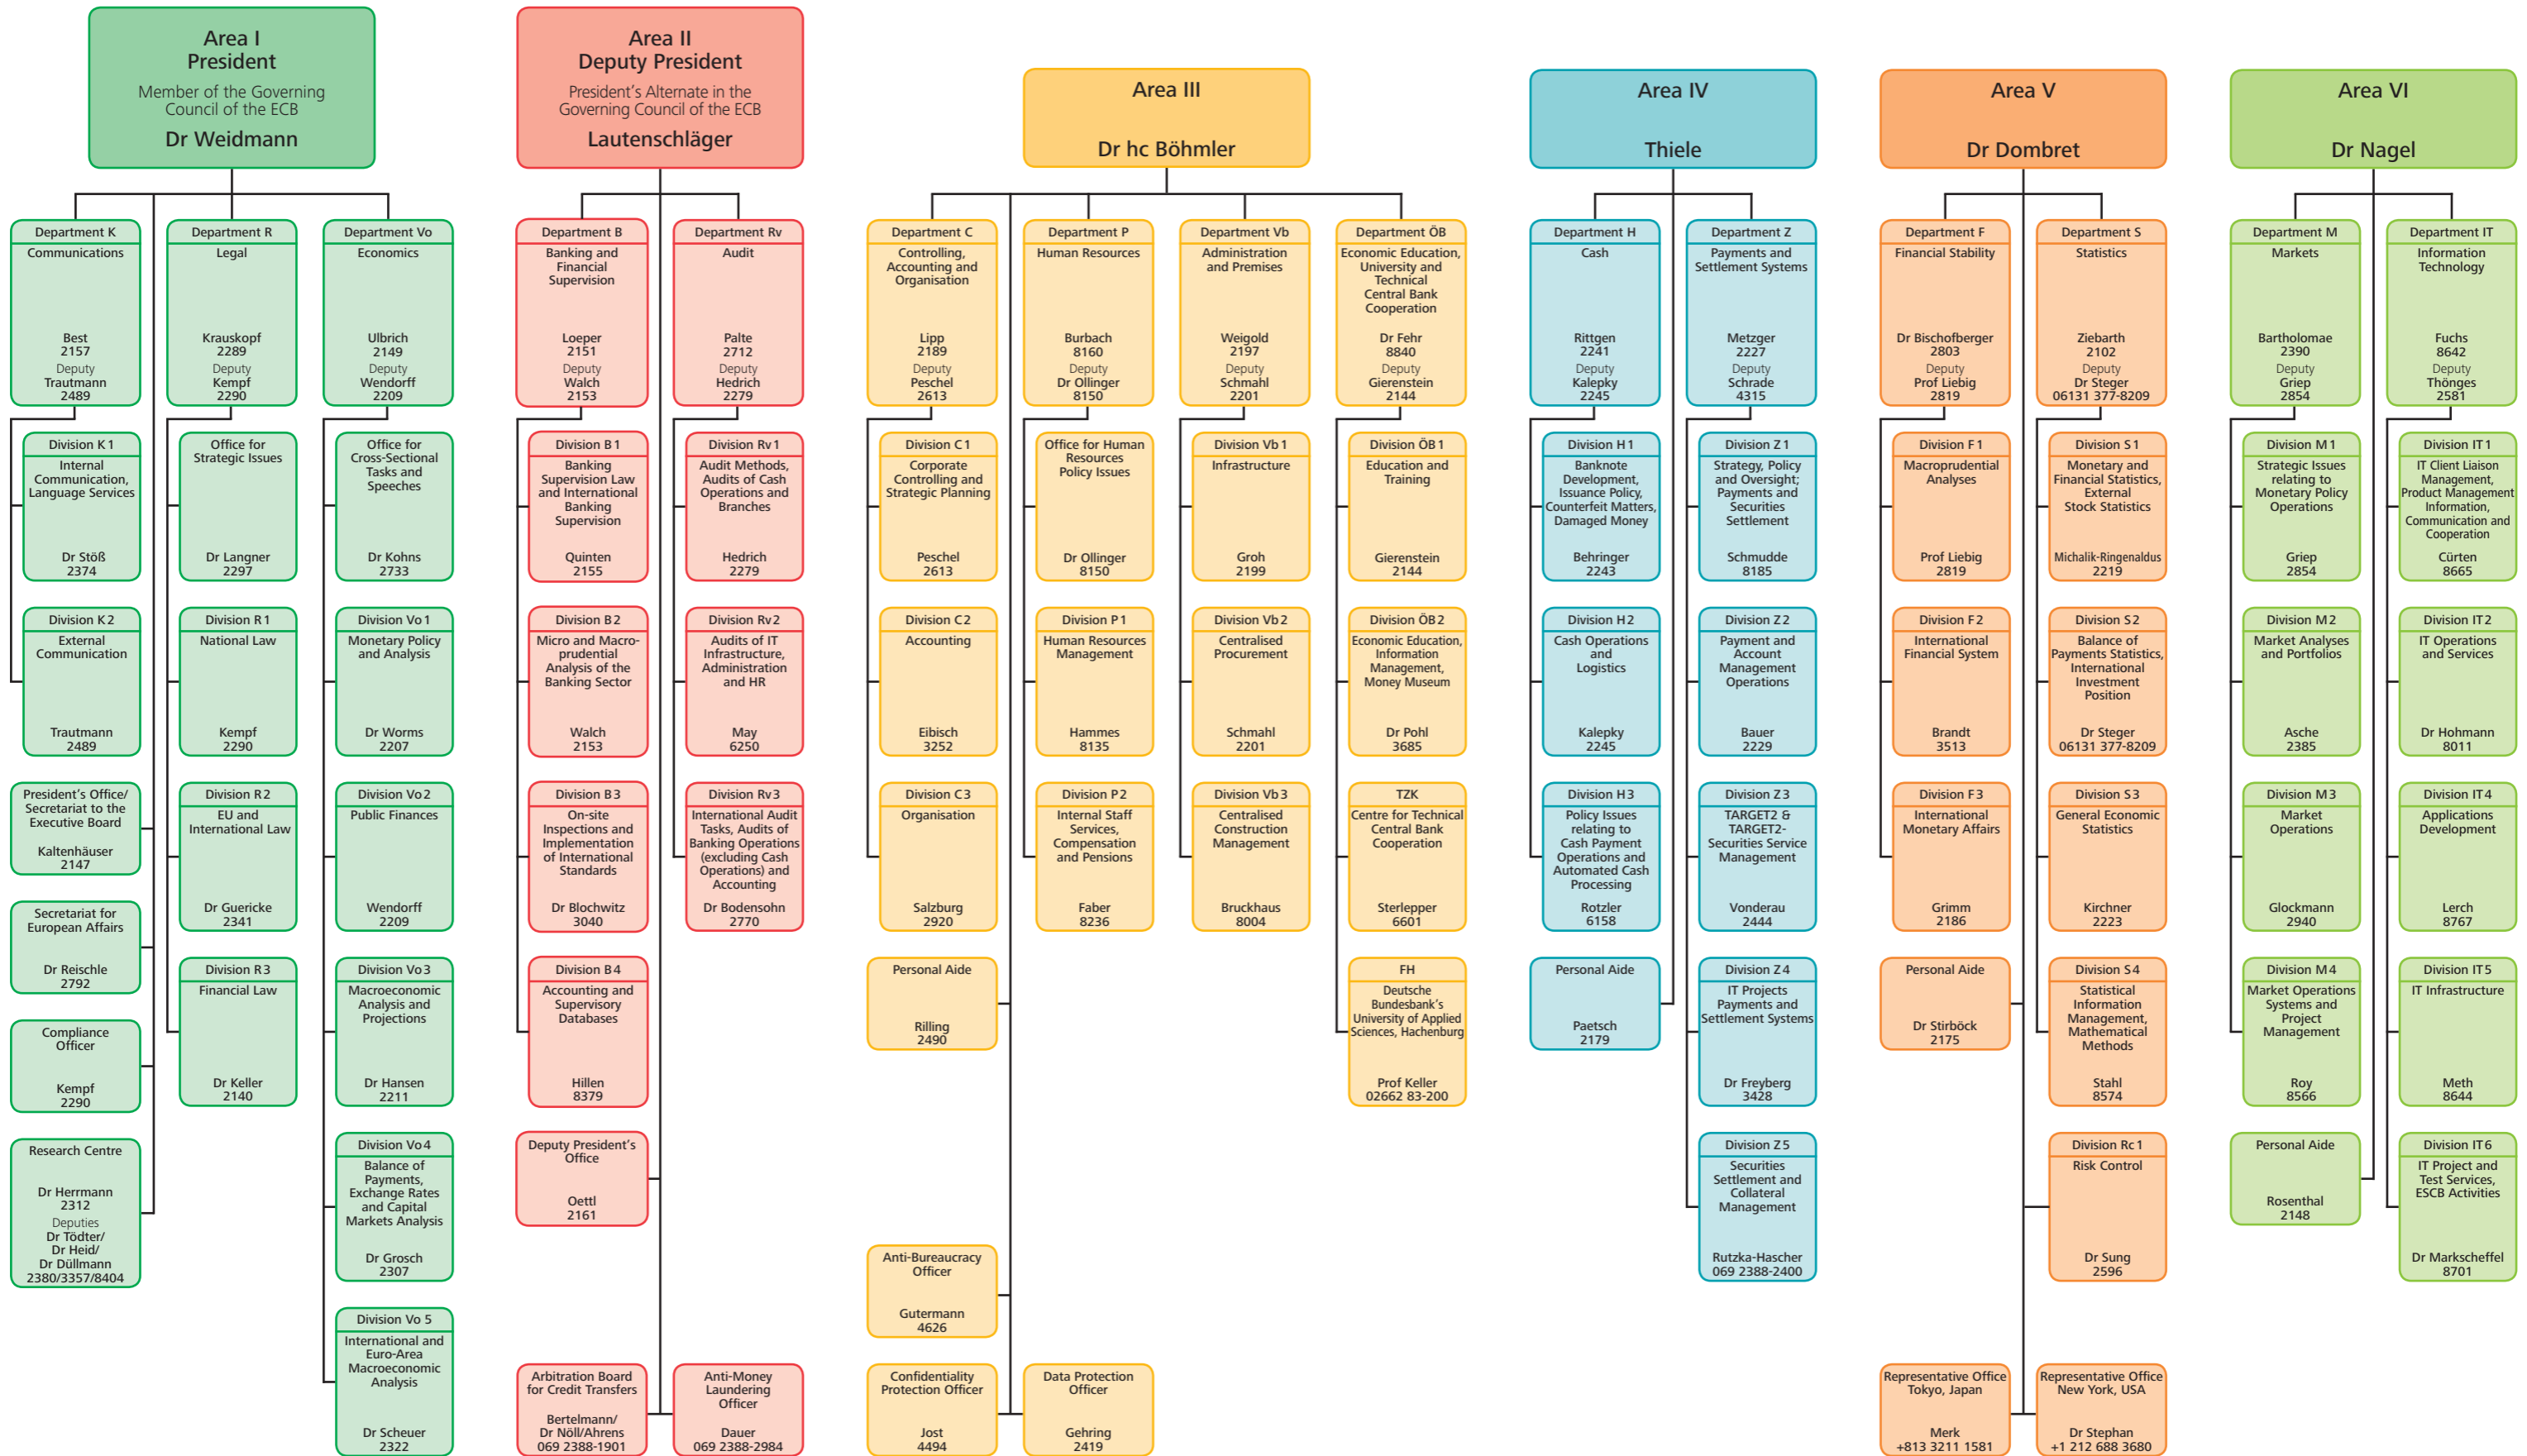 Area I
President
Member of the Governing
Council of the ECB
Dr Weidmann
Department K
Communications
Best
2157
Deputy
Trautmann
2489
Division K 1
Internal
Communication,
Language Services
Dr Stöß
2374
Division K 2
External
Communication
Trautmann
2489
President's Office/
Secretariat to the
Executive Board
Kaltenhäuser
2147
Secretariat for
European Affairs
Dr Reischle
2792
Compliance
Officer
Kempf
2290
Research Centre
Dr Herrmann
2312
Deputies
Dr Tödter/
Dr Heid/
Dr Düllmann
2380/3357/8404
Department R
Legal
Krauskopf
2289
Deputy
Kempf
2290
Office for
Strategic Issues
Dr Langner
2297
Division R 1
National Law
Kempf
2290
Division R 2
EU and
International Law
Dr Guericke
2341
Division R 3
Financial Law
Dr Keller
2140
Department Vo
Economics
Ulbrich
2149
Deputy
Wendorff
2209
Office for
Cross-Sectional
Tasks and
Speeches
Dr Kohns
2733
Division Vo 1
Monetary Policy
and Analysis
Dr Worms
2207
Division Vo 2
Public Finances
Wendorff
2209
Division Vo 3
Macroeconomic
Analysis and
Projections
Dr Hansen
2211
Division Vo 4
Balance of
Payments,
Exchange Rates
and Capital
Markets Analysis
Dr Grosch
2307
Division Vo 5
International and
Euro-Area
Macroeconomic
Analysis
Dr Scheuer
2322
Area II
Deputy President
President's Alternate in the
Governing Council of the ECB
Lautenschläger
Department B
Banking and
Financial
Supervision
Loeper
2151
Deputy
Walch
2153
Division B 1
Banking
Supervision Law
and International
Banking
Supervision
Quinten
2155
Division B 2
Micro and Macro-
prudential
Analysis of the
Banking Sector
Walch
2153
Division B 3
On-site
Inspections and
Implementation
of International
Standards
Dr Blochwitz
3040
Division B 4
Accounting and
Supervisory
Databases
Hillen
8379
Deputy President's
Office
Oettl
2161
Arbitration Board
for Credit Transfers
Bertelmann/
Dr Nöll/Ahrens
069 2388-1901
Department Rv
Audit
Palte
2712
Deputy
Hedrich
2279
Division Rv 1
Audit Methods,
Audits of Cash
Operations and
Branches
Hedrich
2279
Division Rv 2
Audits of IT
Infrastructure,
Administration
and HR
May
6250
Division Rv 3
International Audit
Tasks, Audits of
Banking Operations
(excluding Cash
Operations) and
Accounting
Dr Bodensohn
2770
Anti-Money
Laundering
Officer
Dauer
069 2388-2984
Area III
Dr hc Böhmler
Department C
Controlling,
Accounting and
Organisation
Lipp
2189
Deputy
Peschel
2613
Division C 1
Corporate
Controlling and
Strategic Planning
Peschel
2613
Division C 2
Accounting
Eibisch
3252
Division C 3
Organisation
Salzburg
2920
Personal Aide
Rilling
2490
Anti-Bureaucracy
Officer
Gutermann
4626
Confidentiality
Protection Officer
Jost
4494
Department P
Human Resources
Burbach
8160
Deputy
Dr Ollinger
8150
Office for Human
Resources
Policy Issues
Dr Ollinger
8150
Division P 1
Human Resources
Management
Hammes
8135
Division P 2
Internal Staff
Services,
Compensation
and Pensions
Faber
8236
Data Protection
Officer
Gehring
2419
Department Vb
Administration
and Premises
Weigold
2197
Deputy
Schmahl
2201
Division Vb 1
Infrastructure
Groh
2199
Division Vb 2
Centralised
Procurement
Schmahl
2201
Division Vb 3
Centralised
Construction
Management
Bruckhaus
8004
Department ÖB
Economic Education,
University and
Technical
Central Bank
Cooperation
Dr Fehr
8840
Deputy
Gierenstein
2144
Division ÖB 1
Education and
Training
Gierenstein
2144
Division ÖB 2
Economic Education,
Information
Management,
Money Museum
Dr Pohl
3685
TZK
Centre for Technical
Central Bank
Cooperation
Sterlepper
6601
FH
Deutsche
Bundesbank's
University of Applied
Sciences, Hachenburg
Prof Keller
02662 83-200
Area IV
Thiele
Department H
Cash
Rittgen
2241
Deputy
Kalepky
2245
Division H 1
Banknote
Development,
Issuance Policy,
Counterfeit Matters,
Damaged Money
Behringer
2243
Division H 2
Cash Operations
and
Logistics
Kalepky
2245
Division H 3
Policy Issues
relating to
Cash Payment
Operations and
Automated Cash
Processing
Rotzler
6158
Personal Aide
Paetsch
2179
Department Z
Payments and
Settlement Systems
Metzger
2227
Deputy
Schrade
4315
Division Z 1
Strategy, Policy
and Oversight;
Payments and
Securities
Settlement
Schmudde
8185
Division Z 2
Payment and
Account
Management
Operations
Bauer
2229
Division Z 3
TARGET2 &
TARGET2-
Securities Service
Management
Vonderau
2444
Division Z 4
IT Projects
Payments and
Settlement Systems
Dr Freyberg
3428
Division Z 5
Securities
Settlement and
Collateral
Management
Rutzka-Hascher
069 2388-2400
Area V
Dr Dombret
Department F
Financial Stability
Dr Bischofberger
2803
Deputy
Prof Liebig
2819
Division F 1
Macroprudential
Analyses
Prof Liebig
2819
Division F 2
International
Financial System
Brandt
3513
Division F 3
International
Monetary Affairs
Grimm
2186
Personal Aide
Dr Stirböck
2175
Representative Office
Tokyo, Japan
Merk
+813 3211 1581
Department S
Statistics
Ziebarth
2102
Deputy
Dr Steger
06131 377-8209
Division S 1
Monetary and
Financial Statistics,
External
Stock Statistics
Michalik-Ringenaldus
2219
Division S 2
Balance of
Payments Statistics,
International
Investment
Position
Dr Steger
06131 377-8209
Division S 3
General Economic
Statistics
Kirchner
2223
Division S 4
Statistical
Information
Management,
Mathematical
Methods
Stahl
8574
Division Rc 1
Risk Control
Dr Sung
2596
Representative Office
New York, USA
Dr Stephan
+1 212 688 3680
Area VI
Dr Nagel
Department M
Markets
Bartholomae
2390
Deputy
Griep
2854
Division M 1
Strategic Issues
relating to
Monetary Policy
Operations
Griep
2854
Division M 2
Market Analyses
and Portfolios
Asche
2385
Division M 3
Market
Operations
Glockmann
2940
Division M 4
Market Operations
Systems and
Project
Management
Roy
8566
Personal Aide
Rosenthal
2148
Department IT
Information
Technology
Fuchs
8642
Deputy
Thönges
2581
Division IT 1
IT Client Liaison
Management,
Product Management
Information,
Communication and
Cooperation
Cürten
8665
Division IT 2
IT Operations
and Services
Dr Hohmann
8011
Division IT 4
Applications
Development
Lerch
8767
Division IT 5
IT Infrastructure
Meth
8644
Division IT 6
IT Project and
Test Services,
ESCB Activities
Dr Markscheffel
8701